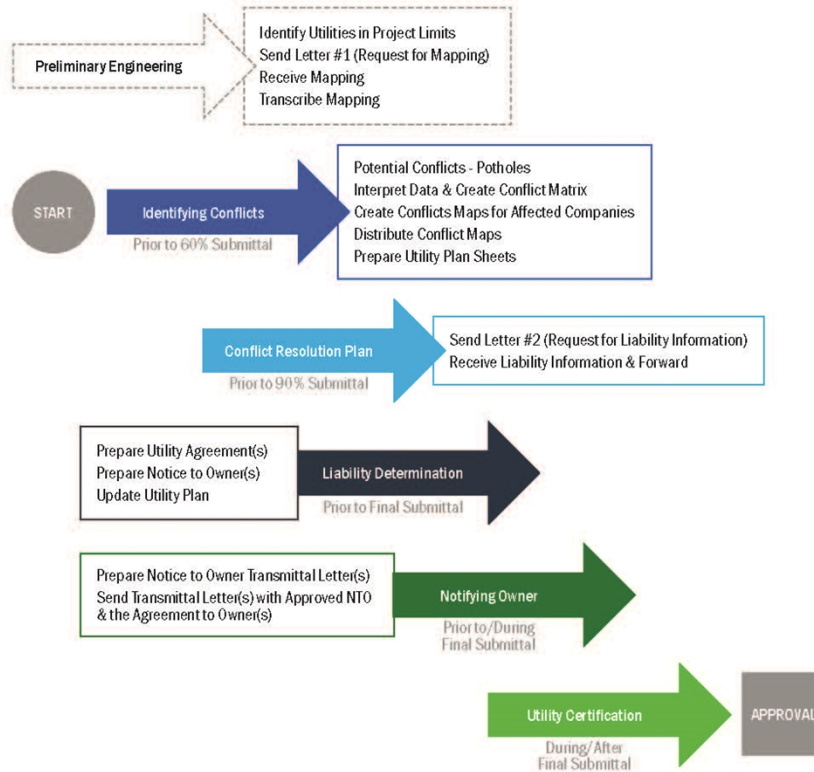 Preliminary Engineering
Identify Utilities in Project Limits
Send Letter #1 (Request for Mapping)
Receive Mapping
Transcribe Mapping
START
Identifying Conflicts
Prior to 60% Submittal
Potential Conflicts - Potholes
Interpret Data & Create Conflict Matrix
Create Conflicts Maps for Affected Companies
Distribute Conflict Maps
Prepare Utility Plan Sheets
Conflict Resolution Plan
Prior to 90% Submittal
Send Letter #2 (Request for Liability Information)
Receive Liability Information & Forward
Prepare Utility Agreement(s)
Prepare Notice to Owner(s)
Update Utility Plan
Liability Determination
Prior to Final Submittal
Prepare Notice to Owner Transmittal Letter(s)
Send Transmittal Letter(s) with Approved NTO
& the Agreement to Owner(s)
Notifying Owner
Prior to/During
Final Submittal
Utility Certification
During/After
Final Submittal
APPROVAL